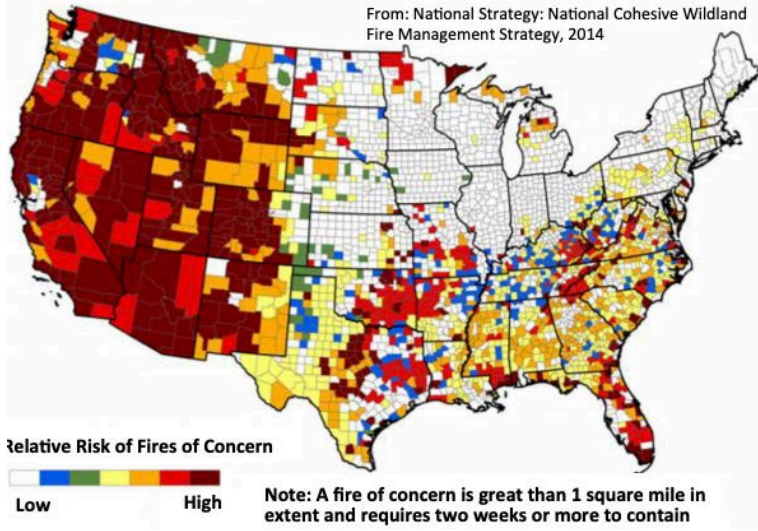 From: National Strategy: National Cohesive Wildland
Fire Management Strategy, 2014
Relative Risk of Fires of Concern
Low
High
Note: A fire of concern is great than 1 square mile in
extent and requires two weeks or more to contain